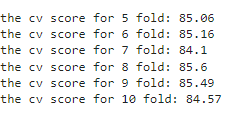 the cv score for 5 fold: 85.06
the cv score for 6 fold: 85.16
the cv score for 7 fold: 84.1
the cv score for 8 fold: 85.6
the cv score for 9 fold: 85.49
the cv score for 10 fold: 84.57